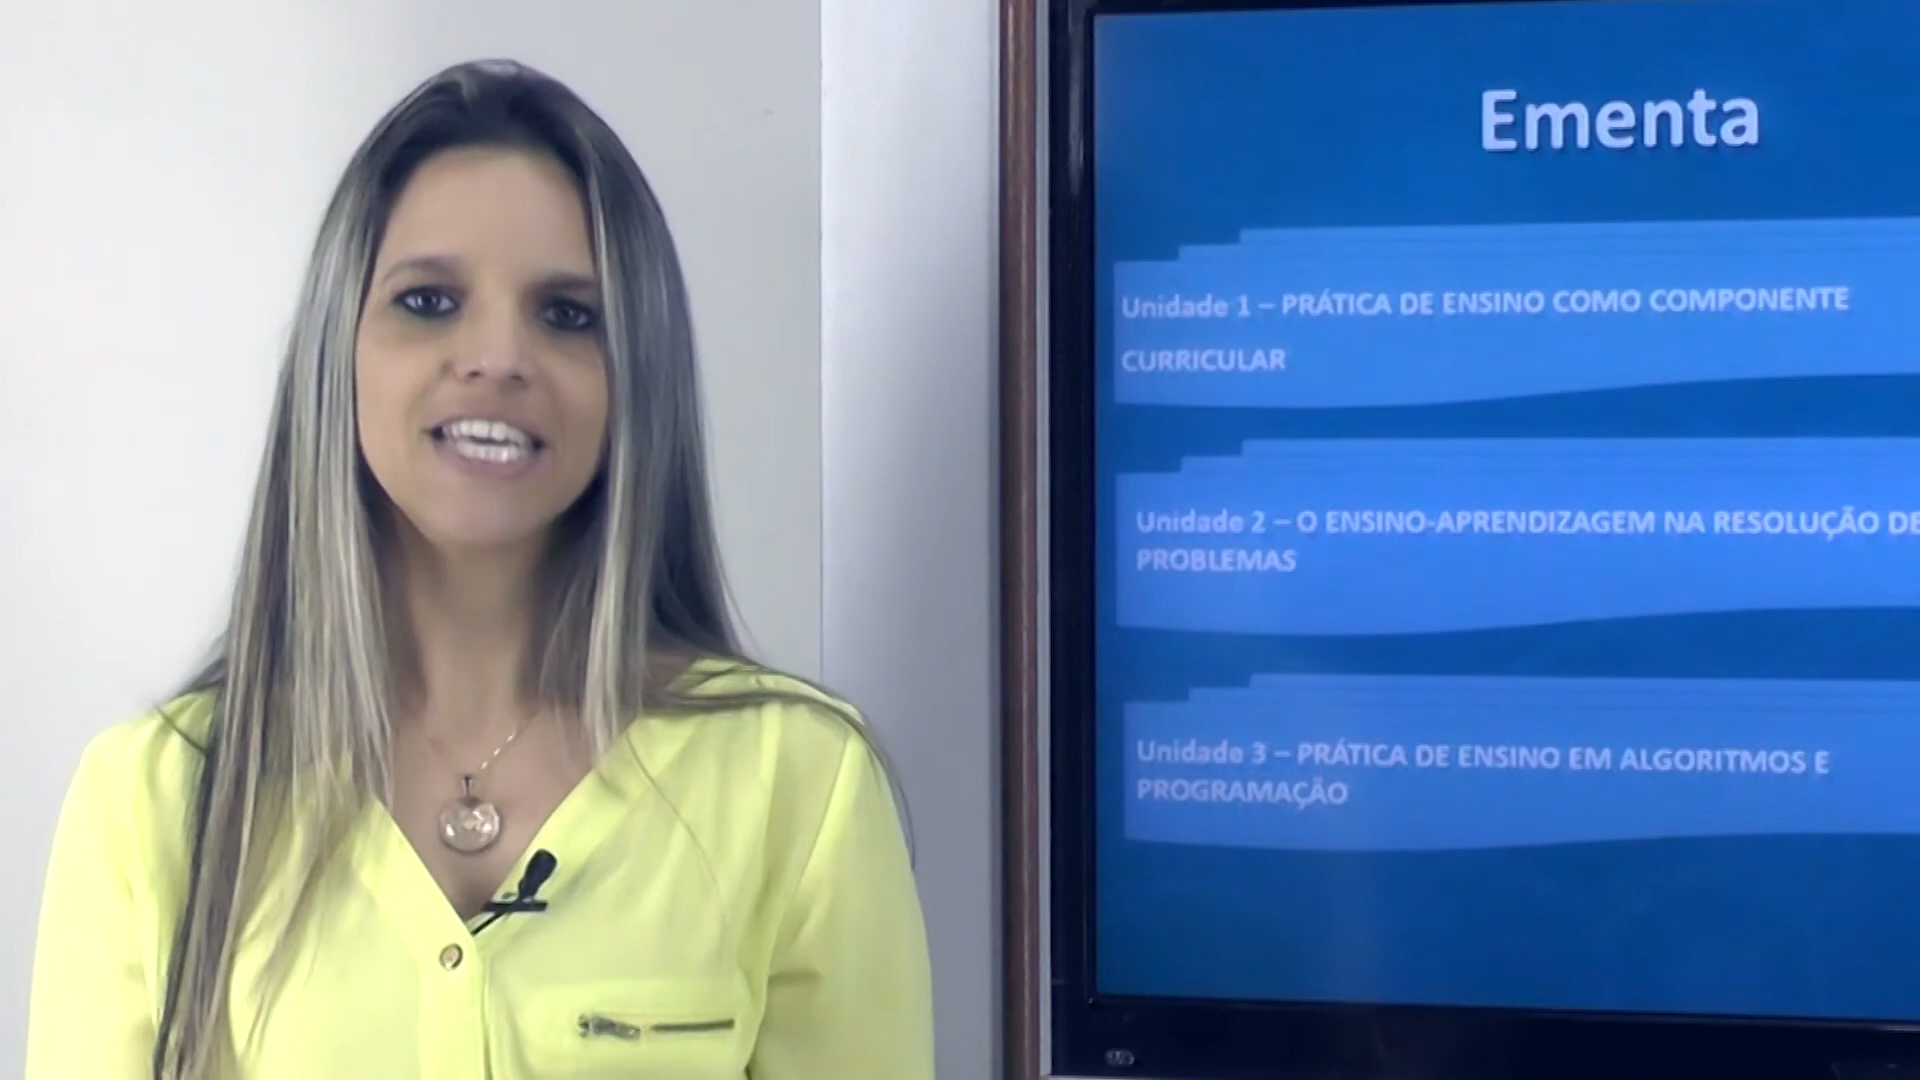 Ementa
Unidade 1 – PRÁTICA DE ENSINO COMO COMPONENTE
CURRICULAR
Unidade 2 – O ENSINO-APRENDIZAGEM NA RESOLUÇÃO DE
PROBLEMAS
Unidade 3 – PRÁTICA DE ENSINO EM ALGORITMOS E
PROGRAMAÇÃO